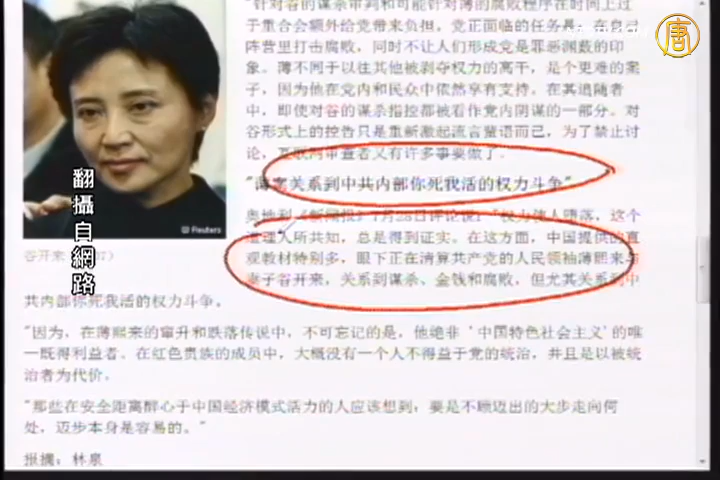 "针对谷的谋杀审判和可能针对薄的腐败程序在时间上过
于重合会额外给党带来负担，党正面临的任务是，在自己
阵营里打击腐败，同时不让人们形成党是罪恶渊薮的印
象。薄不同于以往其他被剥夺权力的高干，是个更难的案
子，因为他在党内和民众中依然享有支持。在其追随者
中，即使对谷的谋杀指控都被看作党内阴谋的一部分。对
谷形式上的控告只是重新激起流言蜚语而已，为了禁止讨
论，互联网审查者又有许多事要做了。
关系到中共内部你死我活的权力斗争"
奥地利《新闻报》7月28日评论说："权力使人堕落，这个
道理人所共知，总是得到证实。在这方面，中国提供的直
观教材特别多，眼下正在清算共产党的人民领袖薄熙来与
妻子谷开来，关系到谋杀、金钱和腐败，但尤其关系到中
共内部你死我活的权力斗争。
"因为，在薄熙来的窜升和跌落传说中，不可忘记的是，他绝非'中国特色社会主义'的唯
一既得利益者。在红色贵族的成员中，大概没有一个人不得益于党的统治，并且是以被统
治者为代价。
"那些在安全距离醉心于中国经济模式活力的人应该想到，要是不顾迈出的大步走向何
处，迈步本身是容易的。"
报摘：林泉
谷开来
© Reuters
翻攝自網路
唐